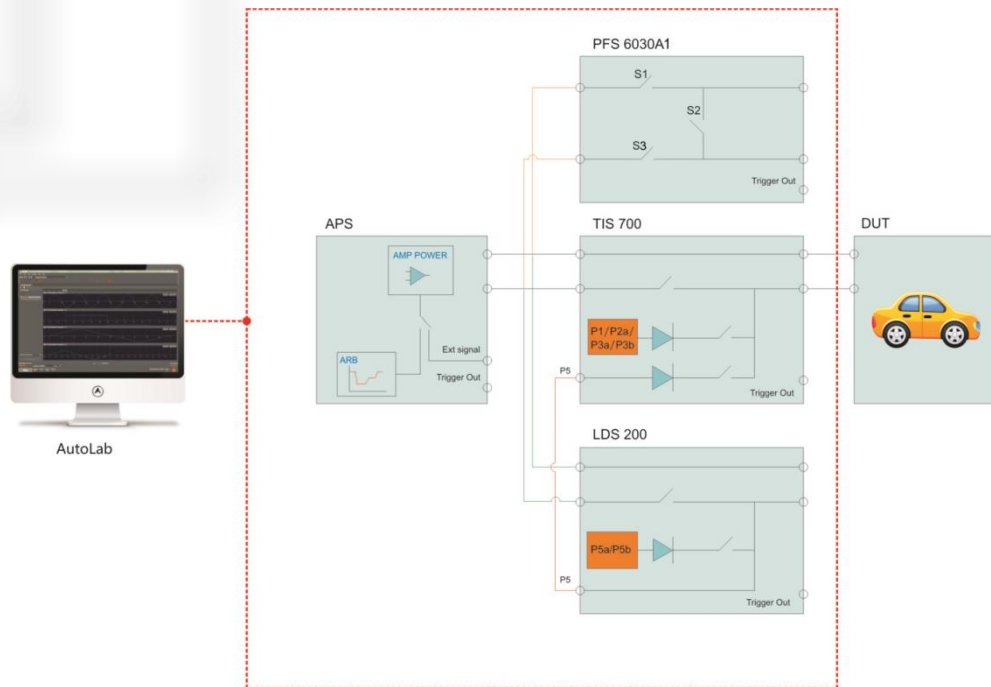 PFS 6030A1
S1
S2
S3
Trigger Out
APS
AMP POWER
ARB
Ext signal
Trigger Out
TIS 700
P1/P2a/
P3a/P3b
P5
Trigger Out
DUT
AutoLab
LDS 200
P5a/P5b
P5
Trigger Out